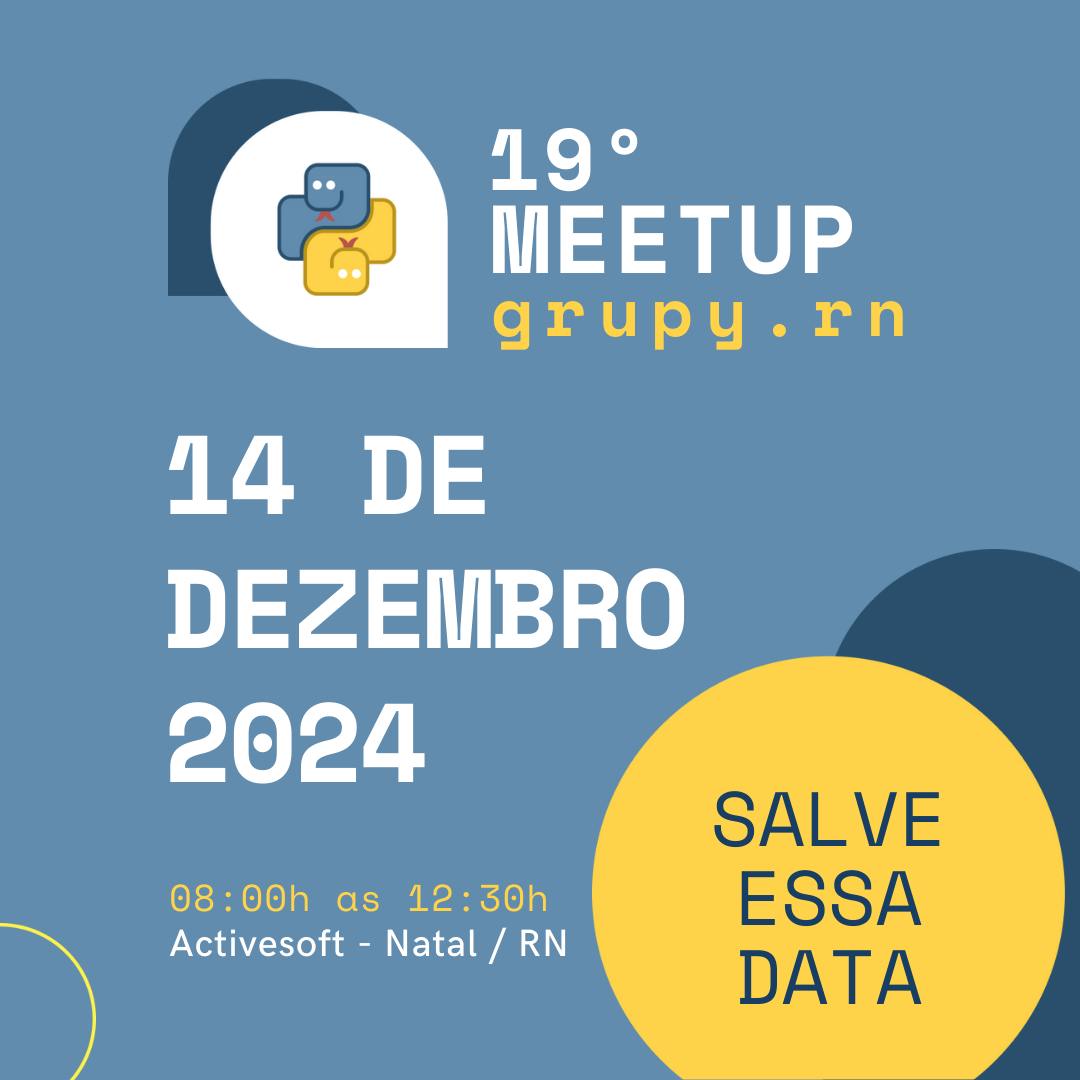 19°
MEETUP
grupy.rn
14 DE
DEZEMBRO
2024
08:00h as 12:30h
Activesoft - Natal / RN
SALVE
ESSA
DATA